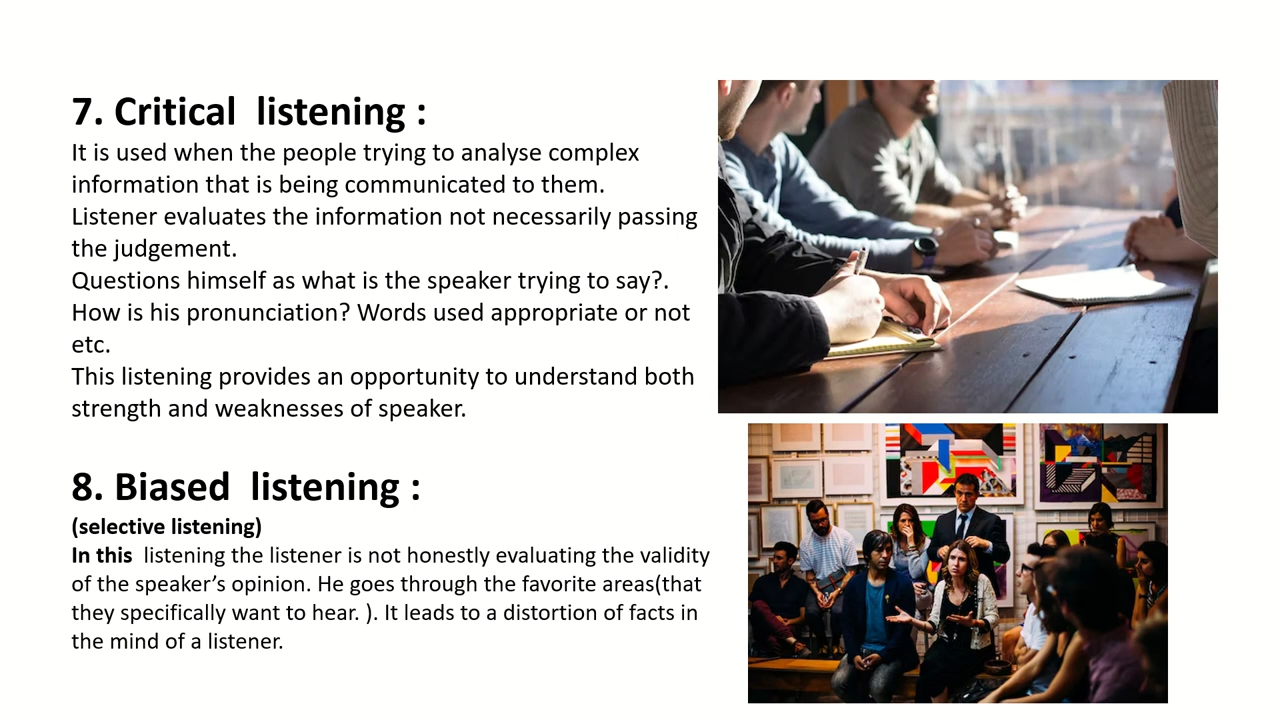 7. Critical  listening :
It is used when the people trying to analyse complex
information that is being communicated to them.
Listener evaluates the information not necessarily passing
the judgement.
Questions himself as what is the speaker trying to say?.
How is his pronunciation? Words used appropriate or not
etc.
This listening provides an opportunity to understand both
strength and weaknesses of speaker.
8. Biased  listening :
(selective listening)
In this  listening the listener is not honestly evaluating the validity
of the speaker’s opinion. He goes through the favorite areas(that
they specifically want to hear. ). It leads to a distortion of facts in
the mind of a listener.